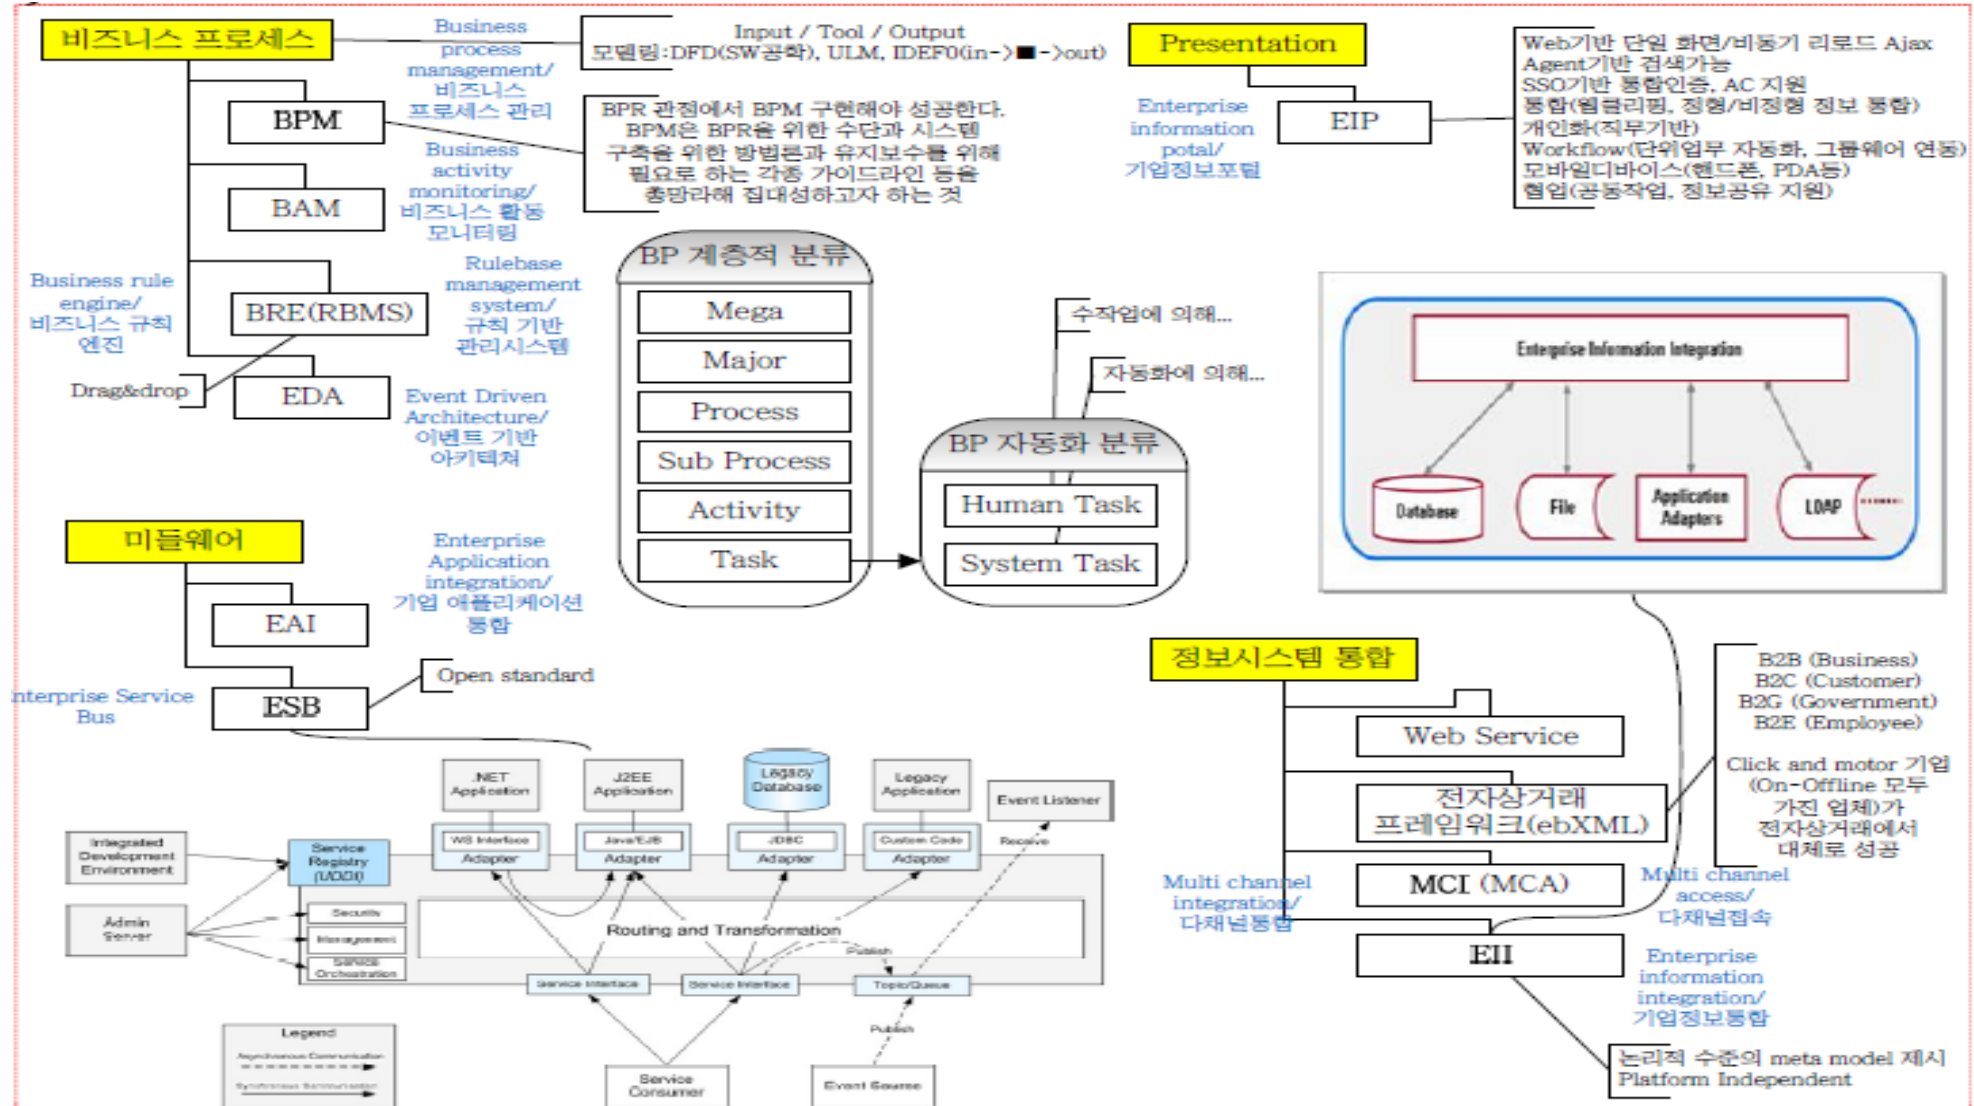 비즈니스 프로세스
Business
process
management/
비즈니스
프로세스 관리
Input / Tool / Output
모델링:DFD(SW공학), ULM, IDEF0(in->■->out)
BPM
BPR 관점에서 BPM 구현해야 성공한다.
BPM은 BPR을 위한 수단과 시스템
구축을 위한 방법론과 유지보수를 위해
필요로 하는 각종 가이드라인 등을
총망라해 집대성하고자 하는 것
Business
activity
monitoring/
비즈니스 활동
모니터링
BAM
Business rule
engine/
비즈니스 규칙
엔진
BRE(RBMS)
Rulebase
management
system/
규칙 기반
관리시스템
Drag&drop
EDA
Event Driven
Architecture/
이벤트 기반
아키텍쳐
BP 계층적 분류
Mega
Major
Process
Sub Process
Activity
Task
수작업에 의해...
자동화에 의해...
BP 자동화 분류
Human Task
System Task
Presentation
Enterprise
information
potal/
기업정보포털
EIP
Web기반 단일 화면/비동기 리로드 Ajax
Agent기반 검색가능
SSO기반 통합인증, AC 지원
통합(웹클리핑, 정형/비정형 정보 통합)
개인화(직무기반)
Workflow(단위업무 자동화, 그룹웨어 연동)
모바일디바이스(핸드폰, PDA등)
협업(공동작업, 정보공유 지원)
Enterprise Information Integration
Database
File
Application
Adapters
LDAP
미들웨어
Enterprise
Application
integration/
기업 애플리케이션
통합
EAI
nterprise Service
Bus
ESB
Open standard
.NET
Application
J2EE
Application
Legacy
Database
Legacy
Application
Event Listener
WS Interface
Adapter
Java/EJB
Adapter
JDBC
Adapter
Custom Code
Adapter
Receive
Integrated
Development
Environment
Service
Registry
(UDDI)
Admin
Server
Security
Management
Service
Orchestration
Routing and Transformation
Publish
Service Interface
Service Interface
Topic/Queue
Publish
Legend
Asynchronous Communication
Synchronous Communication
Service
Consumer
Event Source
정보시스템 통합
Web Service
전자상거래
프레임워크(ebXML)
B2B (Business)
B2C (Customer)
B2G (Government)
B2E (Employee)
Click and motor 기업
(On-Offline 모두
가진 업체)가
전자상거래에서
대체로 성공
Multi channel
integration/
다채널통합
MCI (MCA)
Multi channel
access/
다채널접속
EII
Enterprise
information
integration/
기업정보통합
논리적 수준의 meta model 제시
Platform Independent